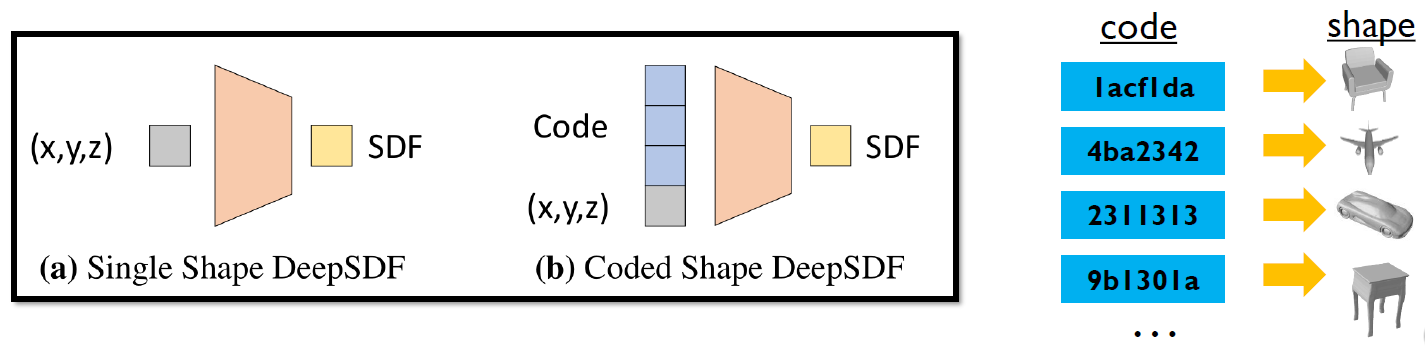 (x,y,z)
SDF
(a) Single Shape DeepSDF
Code
(x,y,z)
SDF
(b) Coded Shape DeepSDF
code
shape
1acf1da
4ba2342
2311313
9b1301a
...